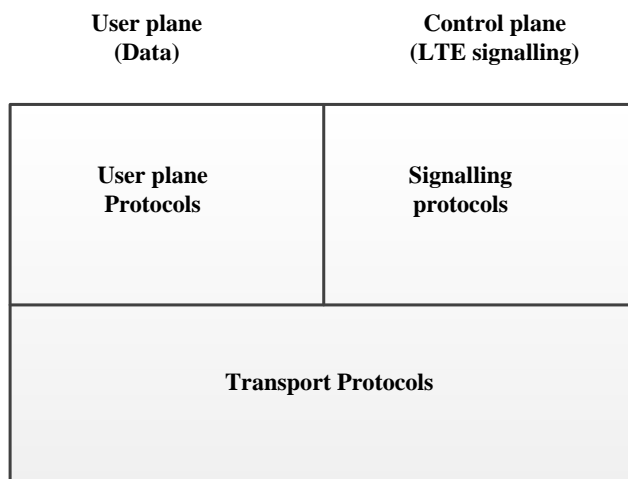 User plane
(Data)
Control plane
(LTE signalling)
User plane
Protocols
Signalling
protocols
Transport Protocols